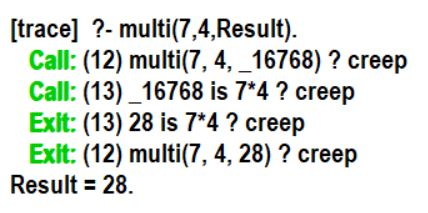 [trace]  ?- multi(7,4,Result).
Call: (12) multi(7, 4, _16768) ? creep
Call: (13) _16768 is 7*4 ? creep
Exit: (13) 28 is 7*4 ? creep
Exit: (12) multi(7, 4, 28) ? creep
Result = 28.